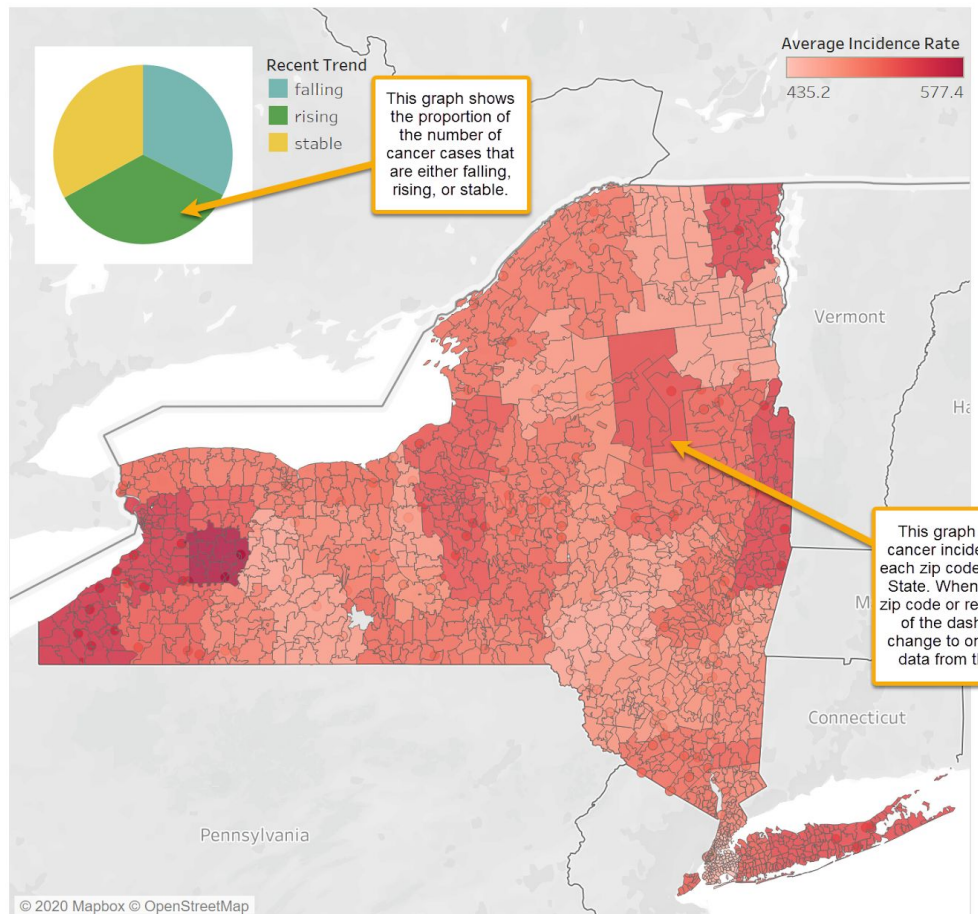 Recent Trend
falling
rising
stable
This graph shows
the proportion of
the number of
cancer cases that
are either falling,
rising, or stable.
Average Incidence Rate
435.2
577.4
Vermont
Ha
This graph
cancer incide
each zip code
State. When
zip code or re
of the dash
change to or
data from t
M
Connecticut
Pennsylvania
© 2020 Mapbox © OpenStreetMap